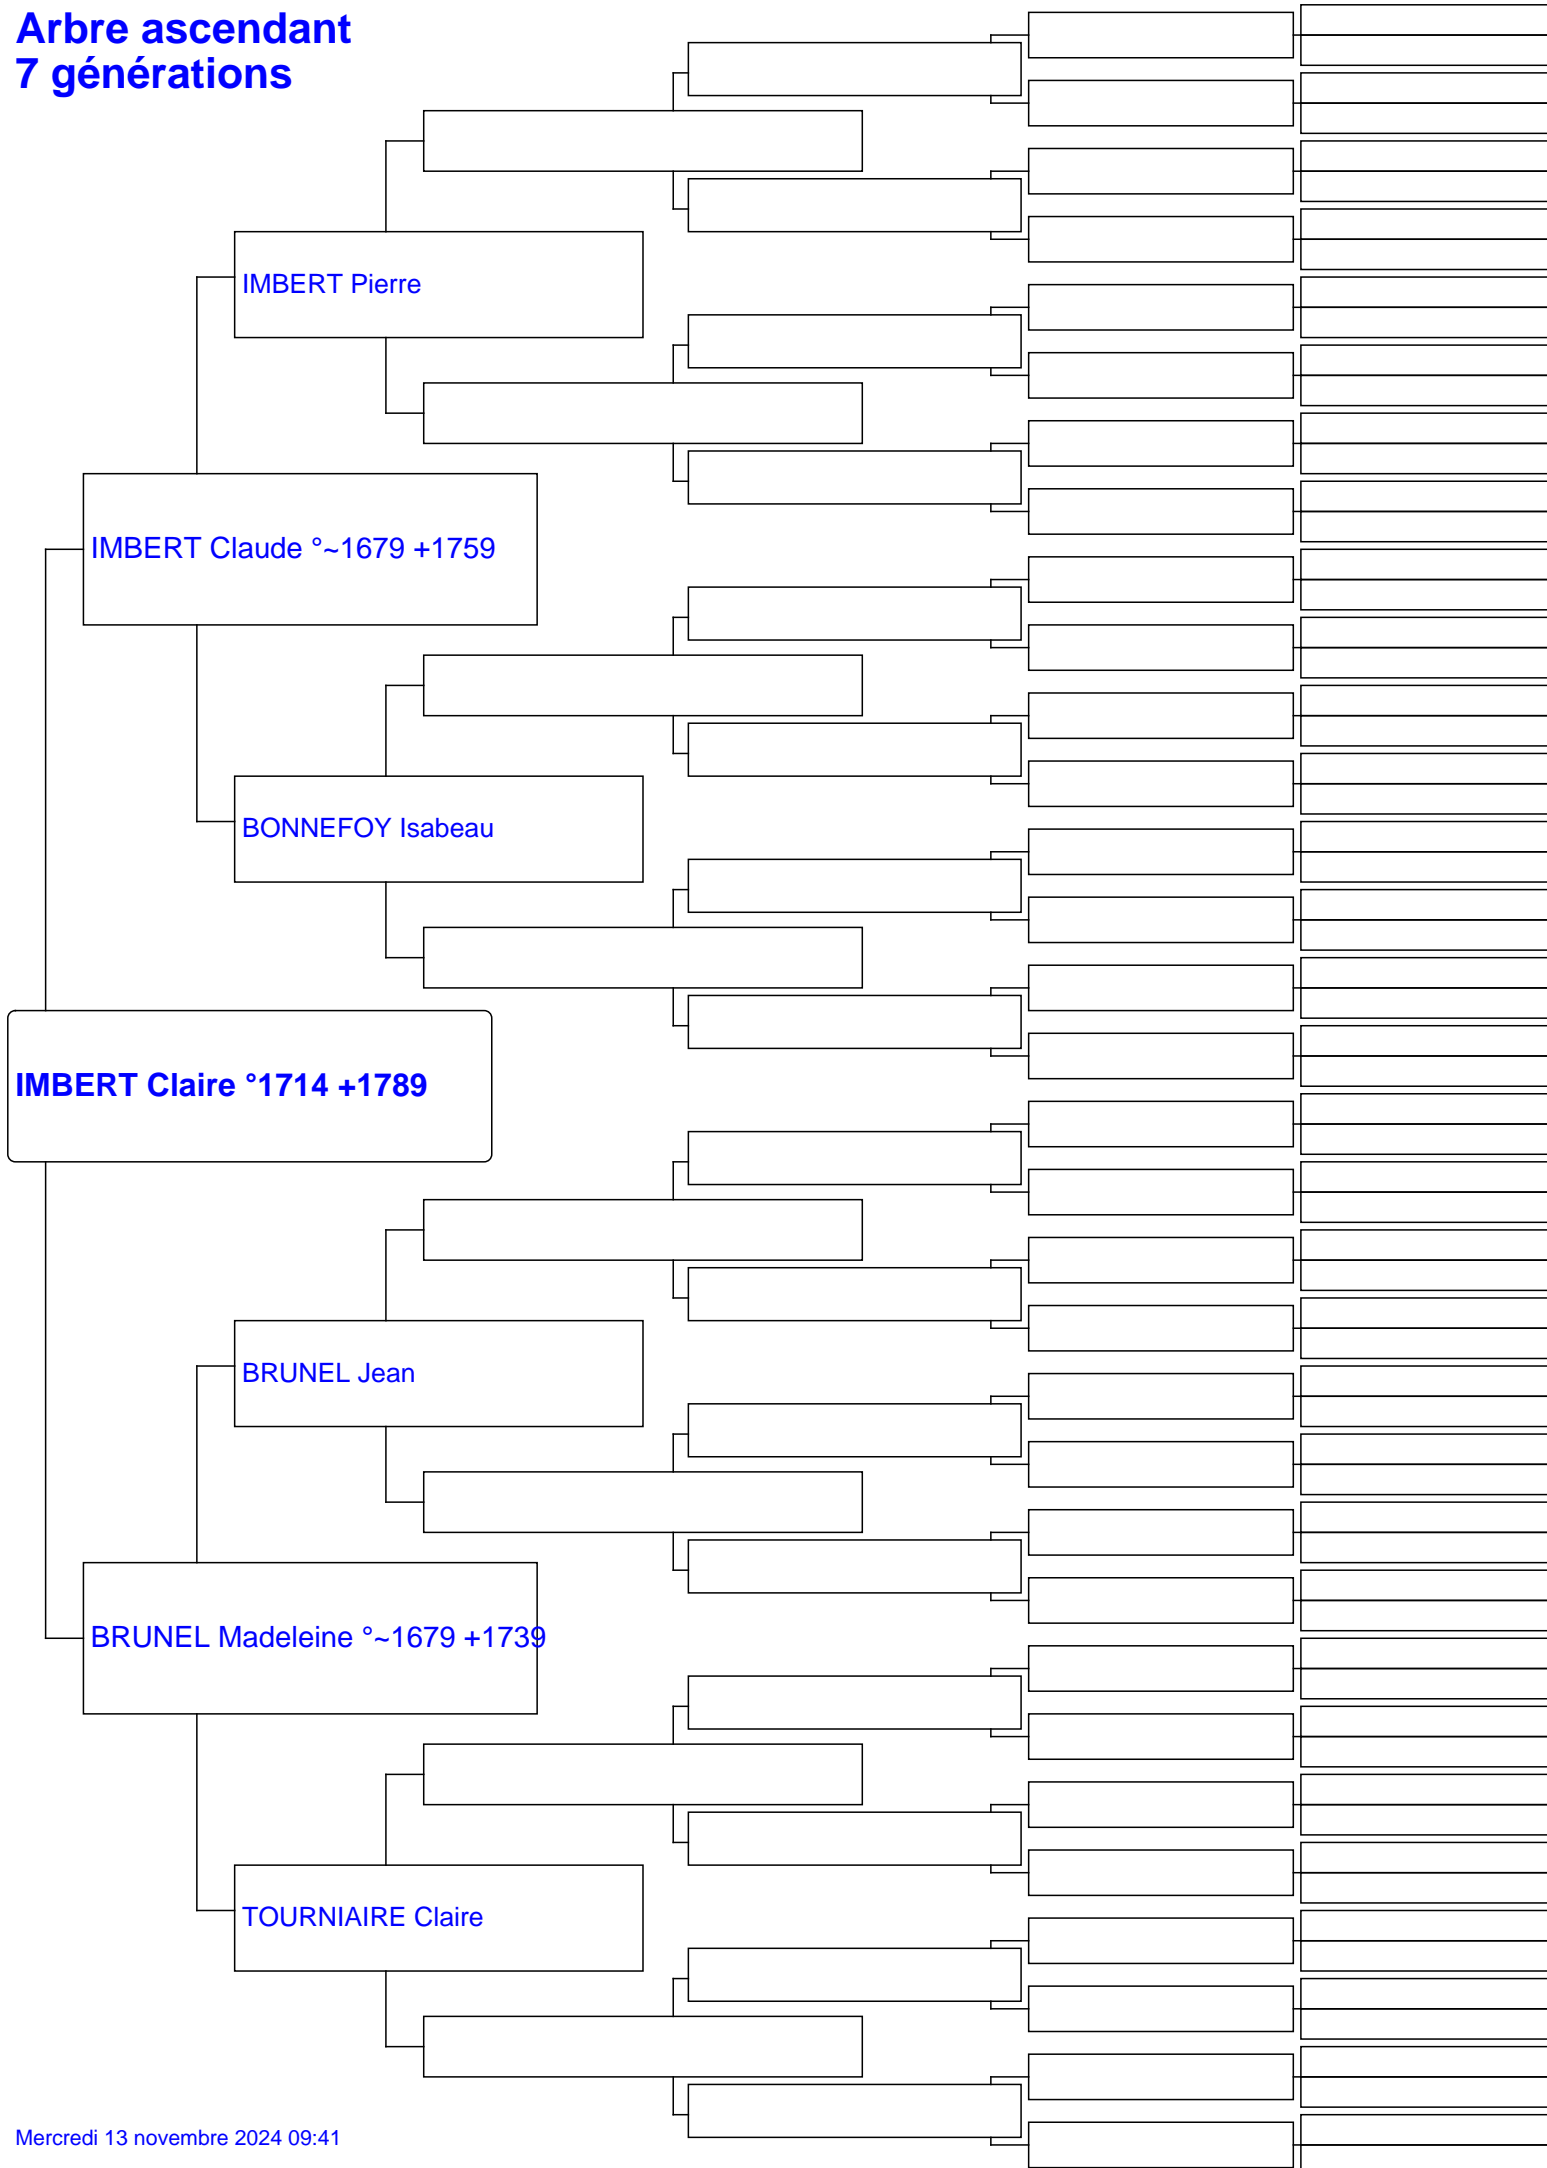 Arbre ascendant
7 générations
IMBERT Pierre
IMBERT Claude °~1679 +1759
BONNEFOY Isabeau
IMBERT Claire °1714 +1789
BRUNEL Jean
BRUNEL Madeleine °~1679 +1739
TOURNIAIRE Claire
Mercredi 13 novembre 2024 09:41